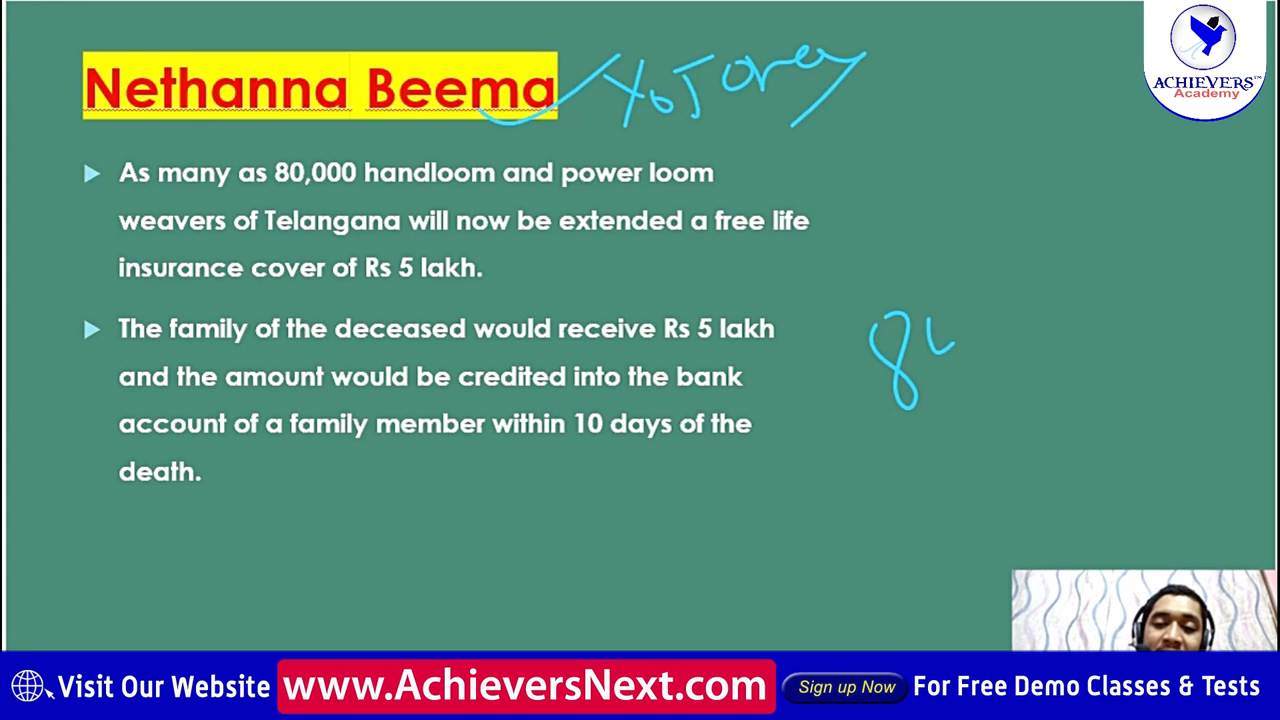 ACHIEVERS™
Academy
Nethanna Beema Yojana
As many as 80,000 handloom and power loom
weavers of Telangana will now be extended a free life
insurance cover of Rs 5 lakh.
The family of the deceased would receive Rs 5 lakh
and the amount would be credited into the bank
account of a family member within 10 days of the
death.
Visit Our Website www.AchieversNext.com Sign up Now For Free Demo Classes & Tests